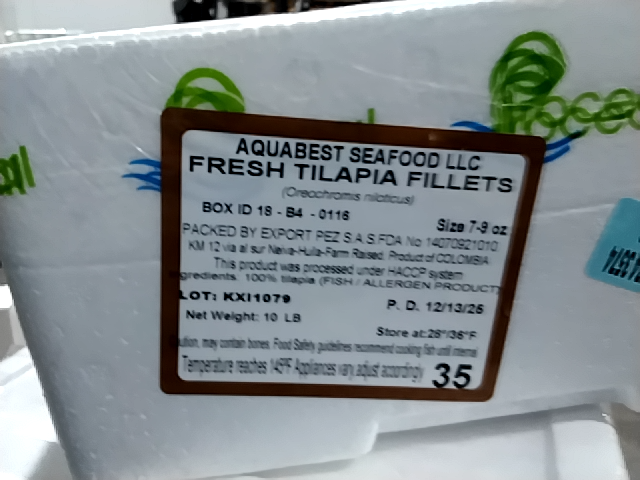 AQUABEST SEAFOOD LLC
FRESH TILAPIA FILLETS
(Oreochromis niloticus)
BOX ID 18 - B4 - 0116
Size 7-9 oz
PACKED BY EXPORT PEZ S.A.S.FDA No 14070921010
KM 12 via al sur Neiva-Huila-Farm Raised. Product of COLOMBIA
This product was processed under HACCP system
ngredients: 100% tilapia (FISH / ALLERGEN PRODUCT)
LOT: KXI1079
P. D. 12/13/25
Net Weight: 10 LB
Store at:28°/36°F
ution, may contain bones. Food Safety guidelines recommend cooking fish until internal
Temperature reaches 145ºF Appliances vary, adjust accordingly
35